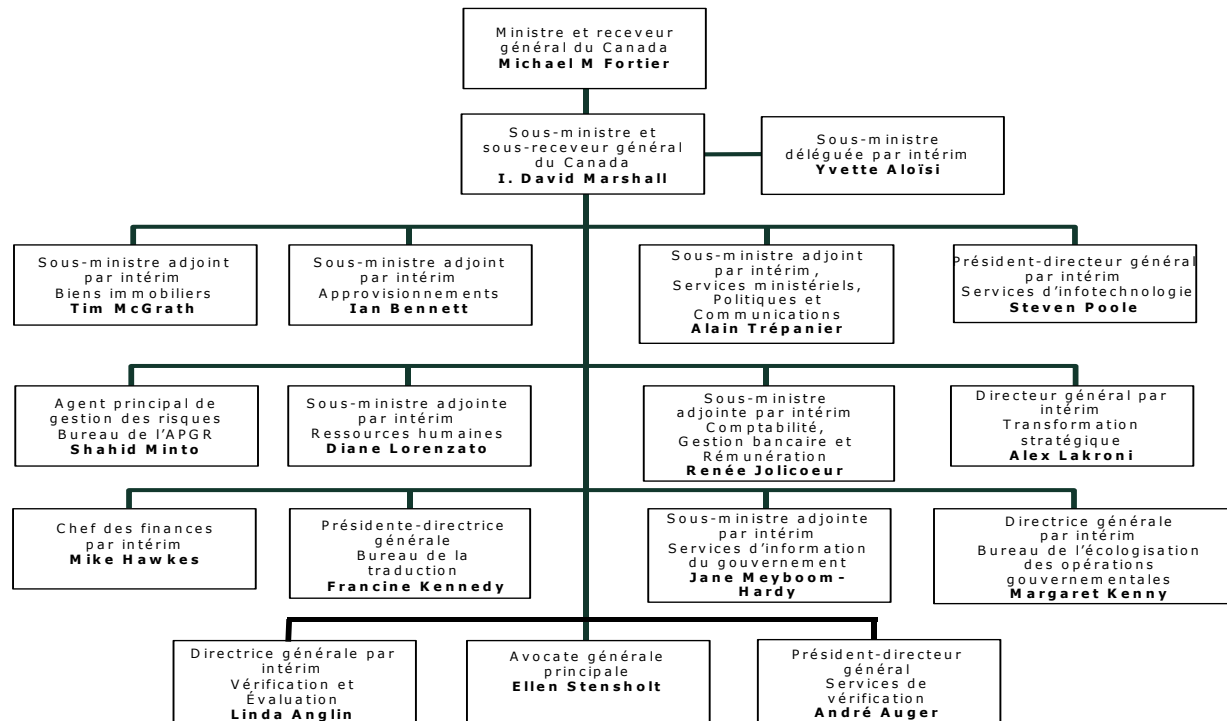 Ministre et receveur
général du Canada
Michael M Fortier
Sous-ministre et
sous-receveur général
du Canada
I. David Marshall
Sous-ministre
déléguée par intérim
Yvette Aloïsi
Sous-ministre adjoint
par intérim
Biens immobiliers
Tim McGrath
Sous-ministre adjoint
par intérim
Approvisionnements
Ian Bennett
Sous-ministre adjoint
par intérim,
Services ministériels,
Politiques et
Communications
Alain Trépanier
Président-directeur général
par intérim
Services d'infotechnologie
Steven Poole
Agent principal de
gestion des risques
Bureau de l'APGR
Shahid Minto
Sous-ministre adjointe
par intérim
Ressources humaines
Diane Lorenzato
Sous-ministre
adjointe par intérim
Comptabilité,
Gestion bancaire et
Rémunération
Renée Jolicoeur
Directeur général par
intérim
Transformation
stratégique
Alex Lakroni
Chef des finances
par intérim
Mike Hawkes
Présidente-directrice
générale
Bureau de la
traduction
Francine Kennedy
Sous-ministre adjointe
par intérim
Services d'information
du gouvernement
Jane Meyboom-
Hardy
Directrice générale
par intérim
Bureau de l'écologisation
des opérations
gouvernementales
Margaret Kenny
Directrice générale par
intérim
Vérification et
Évaluation
Linda Anglin
Avocate générale
principale
Ellen Stensholt
Président-directeur
général
Services de
vérification
André Auger